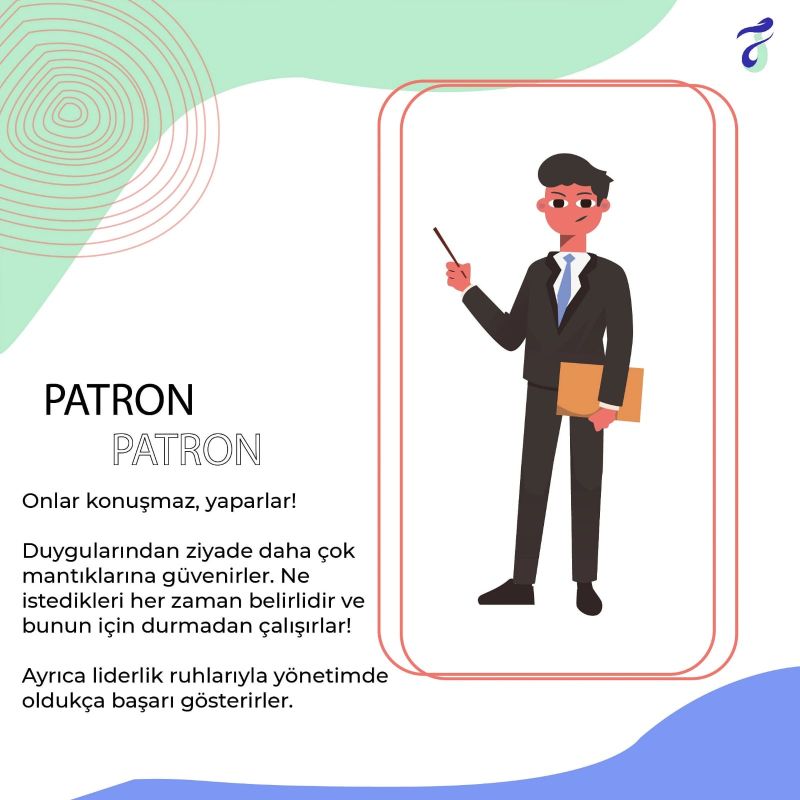 PATRON
PATRON
Onlar konuşmaz, yaparlar!
Duygularından ziyade daha çok
mantıklarına güvenirler. Ne
istedikleri her zaman belirlidir ve
bunun için durmadan çalışırlar!
Ayrıca liderlik ruhlarıyla yönetimde
oldukça başarı gösterirler.